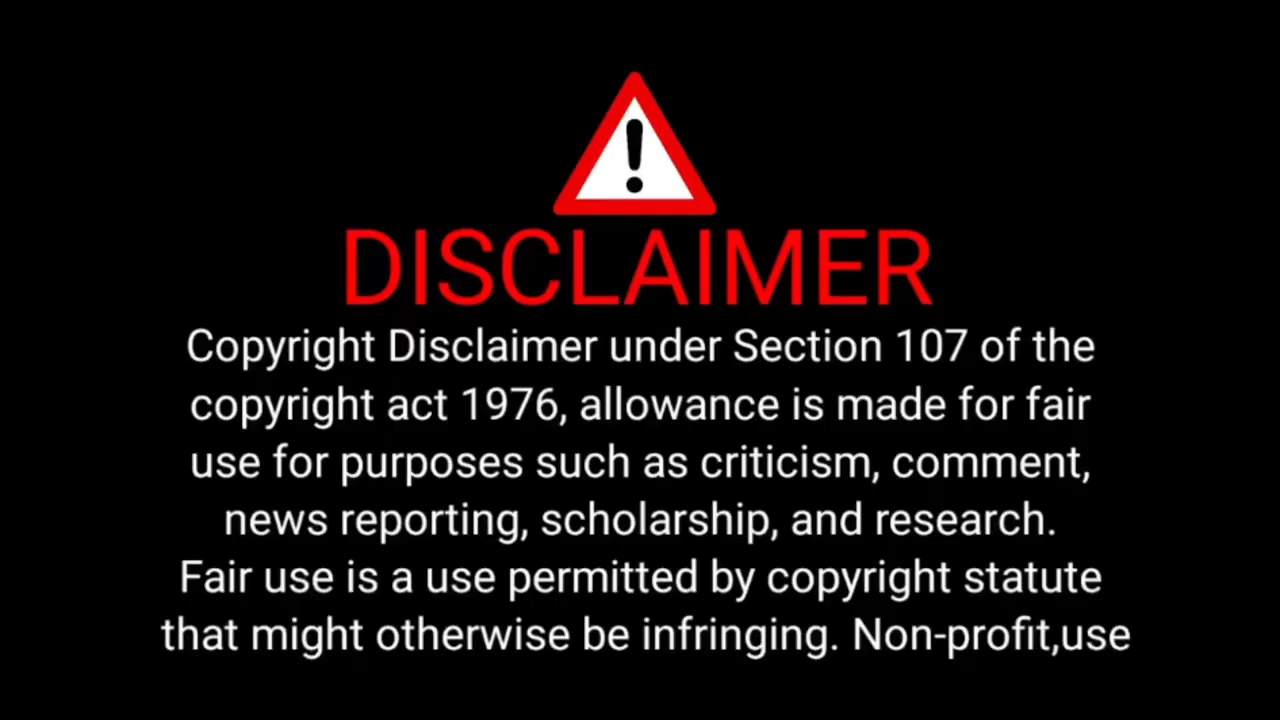 DISCLAIMER
Copyright Disclaimer under Section 107 of the
copyright act 1976, allowance is made for fair
use for purposes such as criticism, comment,
news reporting, scholarship, and research.
Fair use is a use permitted by copyright statute
that might otherwise be infringing. Non-profit,use